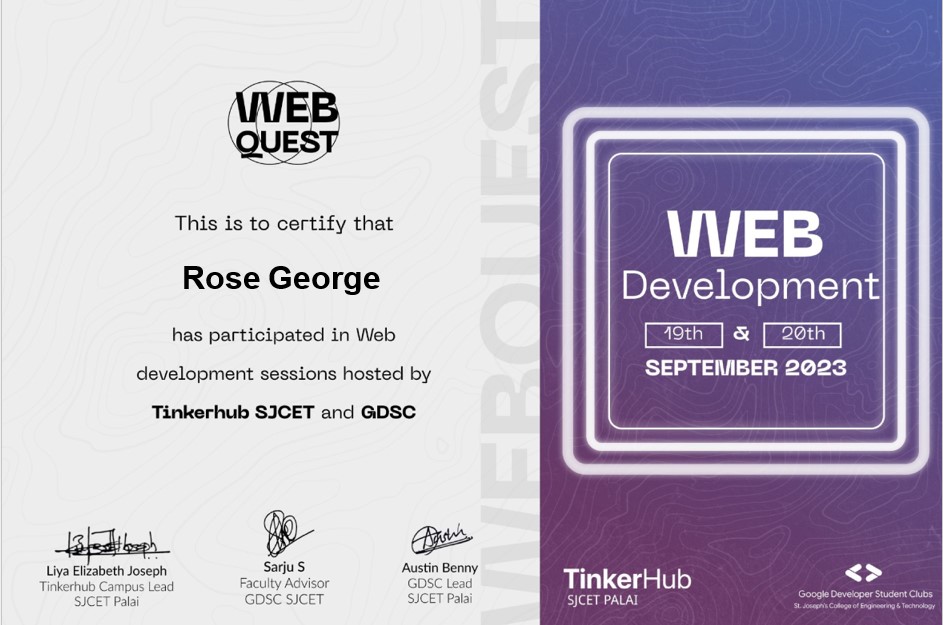 WEB
QUEST
This is to certify that
Rose George
has participated in Web
development sessions hosted by
Tinkerhub SJCET and GDSC
Liya Elizabeth Joseph
Tinkerhub Campus Lead
SJCET Palai
Sarju S
Faculty Advisor
GDSC SJCET
Austin Benny
GDSC Lead
SJCET Palai
WEBQUEST
WEB
Development
19th & 20th
SEPTEMBER 2023
TinkerHub
SJCET PALAI
Google Developer Student Clubs
St. Joseph's College of Engineering & Technology